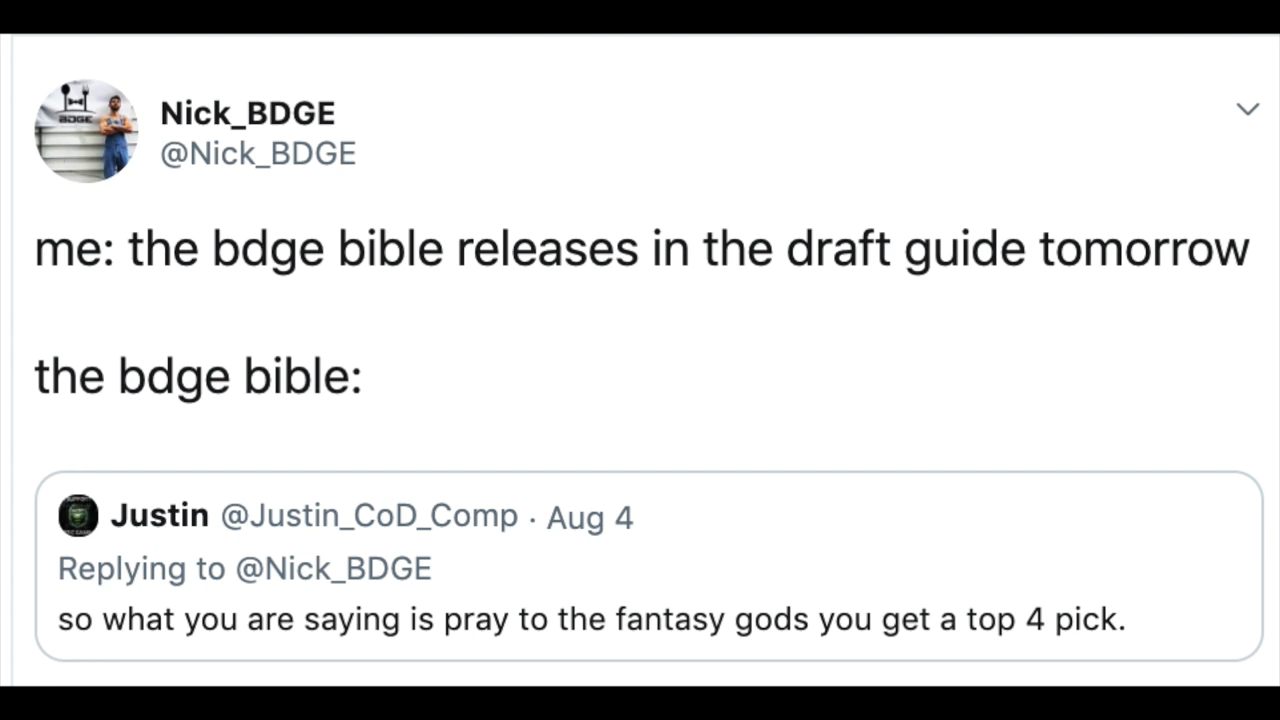 BDGE
Nick_BDGE
@Nick_BDGE
me: the bdge bible releases in the draft guide tomorrow
the bdge bible:
Justin @Justin_CoD_Comp · Aug 4
Replying to @Nick_BDGE
so what you are saying is pray to the fantasy gods you get a top 4 pick.